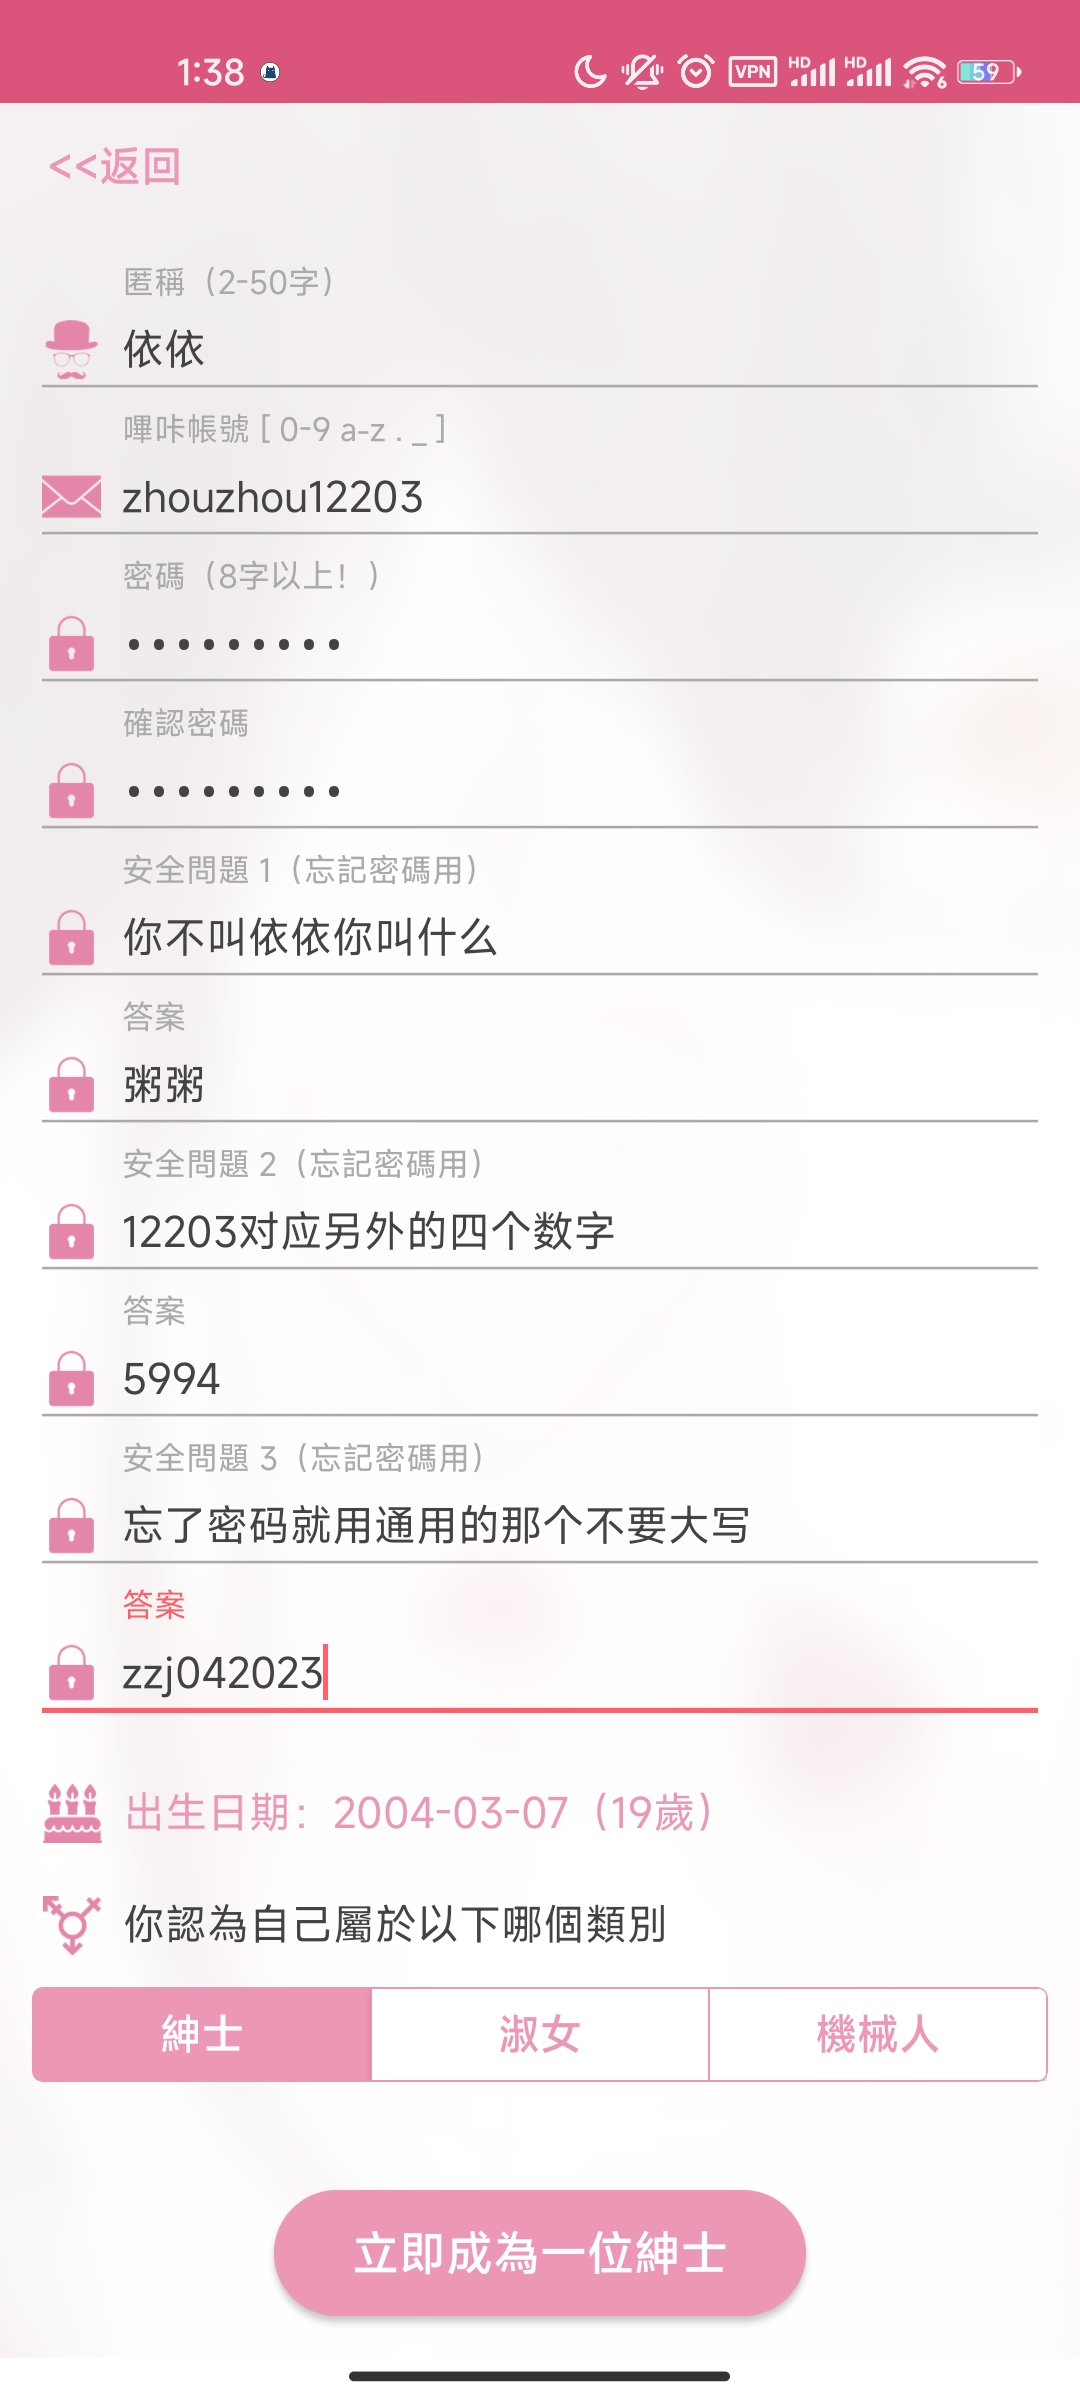 1:38
VPN HD HD 6 59
<<返回
匿稱（2-50字）
依依
嗶咔帳號 [ 0-9 a-z . _ ]
zhouzhou12203
密碼（8字以上！）
•••••••••
確認密碼
•••••••••
安全問題 1（忘記密碼用）
你不叫依依你叫什么
答案
粥粥
安全問題 2（忘記密碼用）
12203对应另外的四个数字
答案
5994
安全問題 3（忘記密碼用）
忘了密码就用通用的那个不要大写
答案
zzj042023
出生日期：2004-03-07（19歲）
你認為自己屬於以下哪個類別
紳士 淑女 機械人
立即成為一位紳士